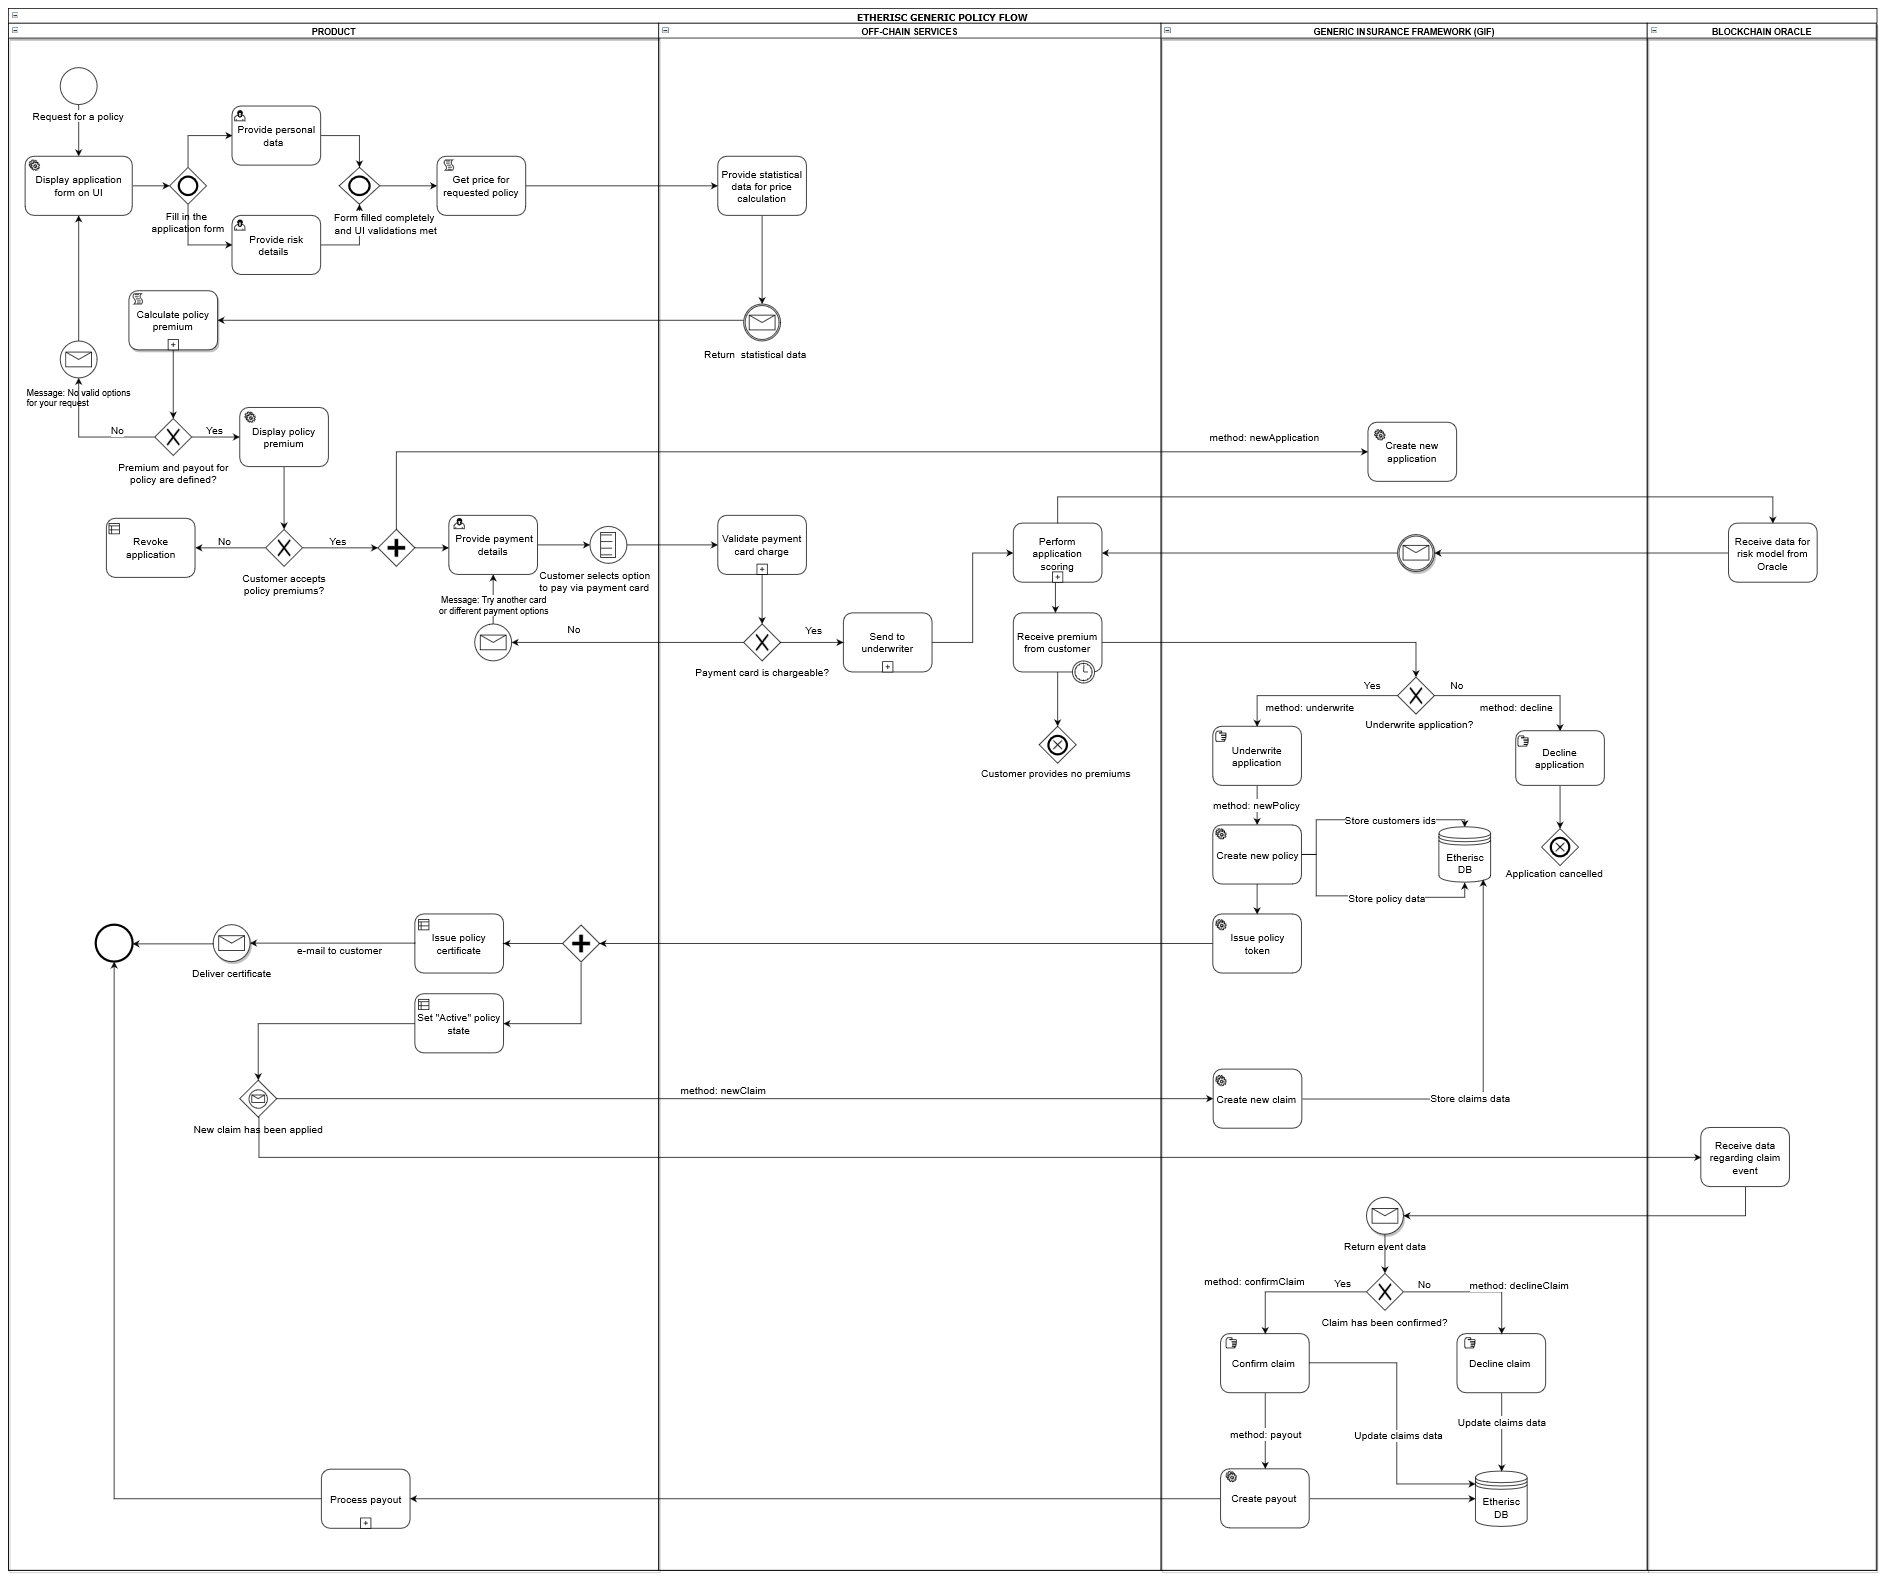 ETHERISC GENERIC POLICY FLOW
PRODUCT
OFF-CHAIN SERVICES
GENERIC INSURANCE FRAMEWORK (GIF)
BLOCKCHAIN ORACLE
Request for a policy
Display application
form on UI
Fill in the
application form
Provide personal
data
Provide risk
details
Form filled completely
and UI validations met
Get price for
requested policy
Provide statistical
data for price
calculation
Return statistical data
Calculate policy
premium
Message: No valid options
for your request
No
Yes
Premium and payout for
policy are defined?
Display policy
premium
method: newApplication
Create new
application
Revoke
application
No
Yes
Customer accepts
policy premiums?
Provide payment
details
Customer selects option
to pay via payment card
Message: Try another card
or different payment options
Validate payment
card charge
No
Yes
Payment card is chargeable?
Send to
underwriter
Perform
application
scoring
Receive data for
risk model from
Oracle
Receive premium
from customer
Customer provides no premiums
Yes
No
method: underwrite
method: decline
Underwrite application?
Underwrite
application
Decline
application
method: newPolicy
Create new policy
Store customers ids
Etherisc
DB
Store policy data
Application cancelled
Issue policy
token
Issue policy
certificate
e-mail to customer
Deliver certificate
Set "Active" policy
state
method: newClaim
New claim has been applied
Create new claim
Store claims data
Receive data
regarding claim
event
Return event data
method: confirmClaim
Yes
No
method: declineClaim
Claim has been confirmed?
Confirm claim
Decline claim
method: payout
Update claims data
Update claims data
Create payout
Etherisc
DB
Process payout